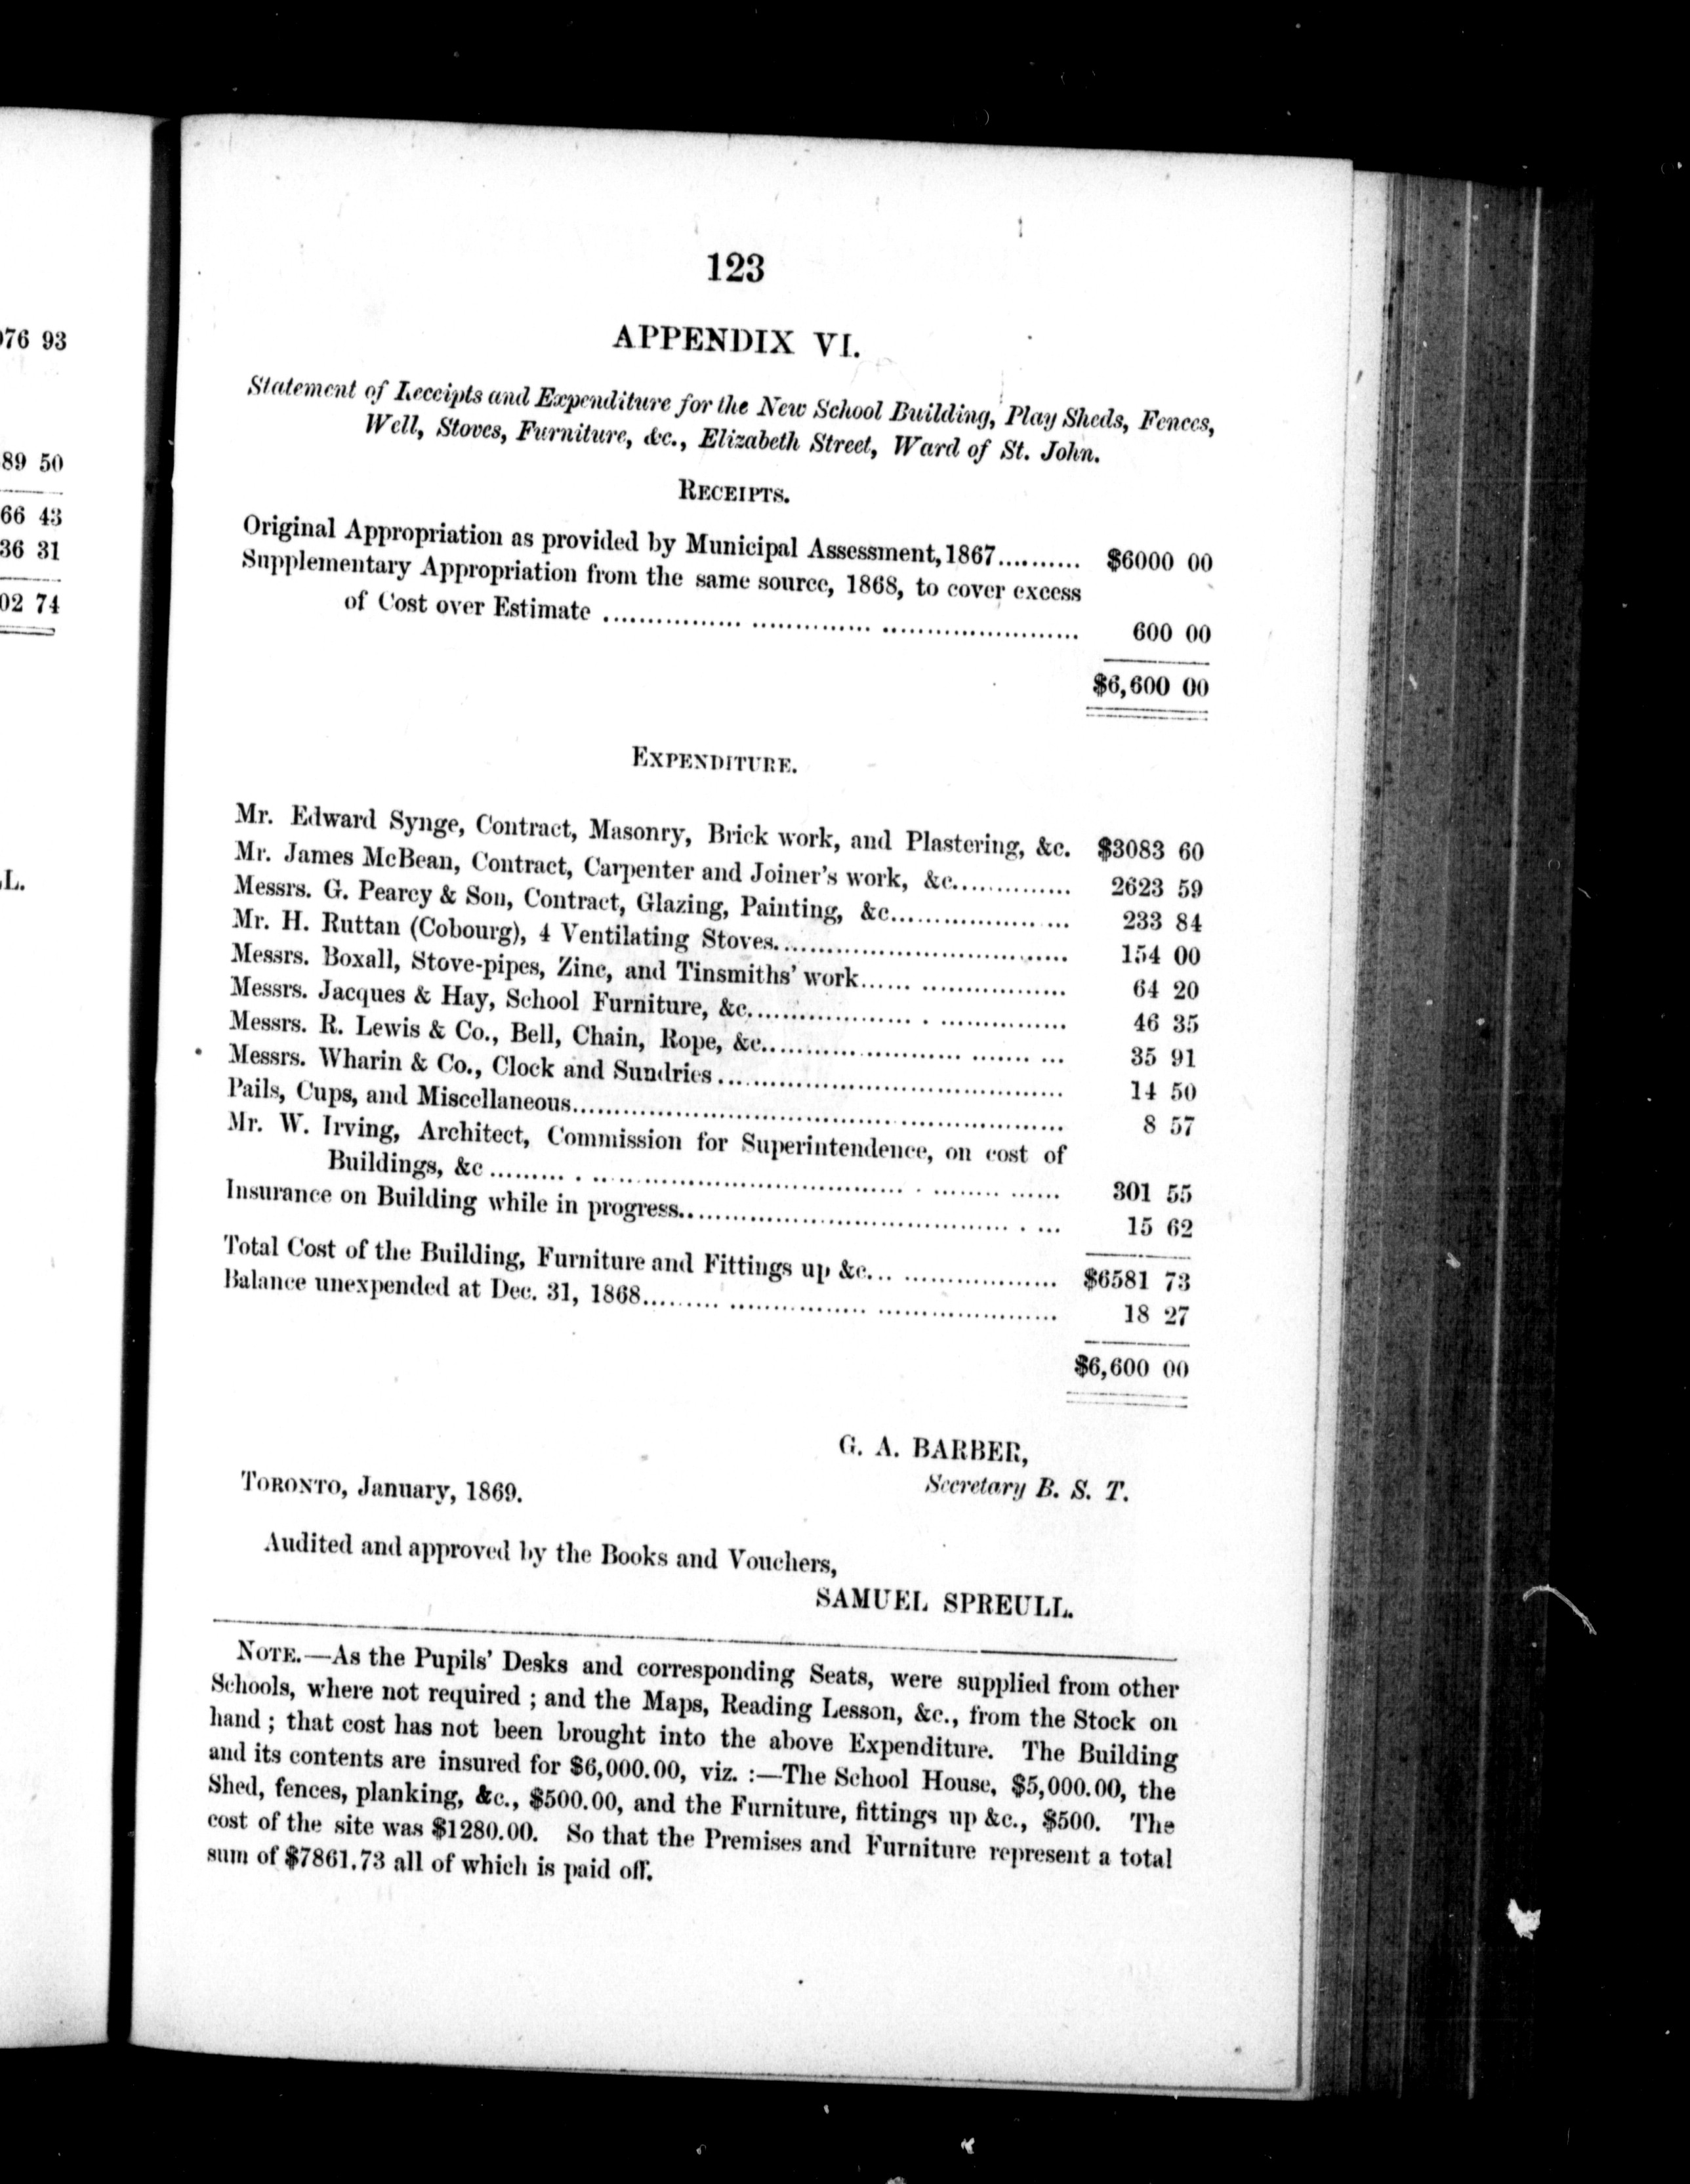 76 93
89 50
66 43
36 31
02 74
L.
123
APPENDIX VI.
Statement of Receipts and Expenditure for the New School Building, Play Sheds, Fences,
Well, Stoves, Furniture, &c., Elizabeth Street, Ward of St. John.
RECEIPTS.
Original Appropriation as provided by Municipal Assessment, 1867.......... $6000 00
Supplementary Appropriation from the same source, 1868, to cover excess
of Cost over Estimate ................................................ 600 00
$6,600 00
EXPENDITURE.
Mr. Edward Synge, Contract, Masonry, Brick work, and Plastering, &c. $3083 60
Mr. James McBean, Contract, Carpenter and Joiner's work, &c.............. 2623 59
Messrs. G. Pearcy & Son, Contract, Glazing, Painting, &c.................... 233 84
Mr. H. Ruttan (Cobourg), 4 Ventilating Stoves.................................... 154 00
Messrs. Boxall, Stove-pipes, Zinc, and Tinsmiths' work...... ................. 64 20
Messrs. Jacques & Hay, School Furniture, &c.................... . ............... 46 35
Messrs. R. Lewis & Co., Bell, Chain, Rope, &c....................... ....... ... 35 91
Messrs. Wharin & Co., Clock and Sundries ........................................ 14 50
Pails, Cups, and Miscellaneous......................................................... 8 57
Mr. W. Irving, Architect, Commission for Superintendence, on cost of
Buildings, &c ......... . .......................................... . ........ ...... 301 55
Insurance on Building while in progress....................................... . ... 15 62
Total Cost of the Building, Furniture and Fittings up &c... .................. $6581 73
Balance unexpended at Dec. 31, 1868......... ................ ..................... 18 27
$6,600 00
G. A. BARBER,
Secretary B. S. T.
TORONTO, January, 1869.
Audited and approved by the Books and Vouchers,
SAMUEL SPREULL.
NOTE.—As the Pupils' Desks and corresponding Seats, were supplied from other
Schools, where not required ; and the Maps, Reading Lesson, &c., from the Stock on
hand ; that cost has not been brought into the above Expenditure. The Building
and its contents are insured for $6,000.00, viz. :—The School House, $5,000.00, the
Shed, fences, planking, &c., $500.00, and the Furniture, fittings up &c., $500. The
cost of the site was $1280.00. So that the Premises and Furniture represent a total
sum of $7861.73 all of which is paid off.